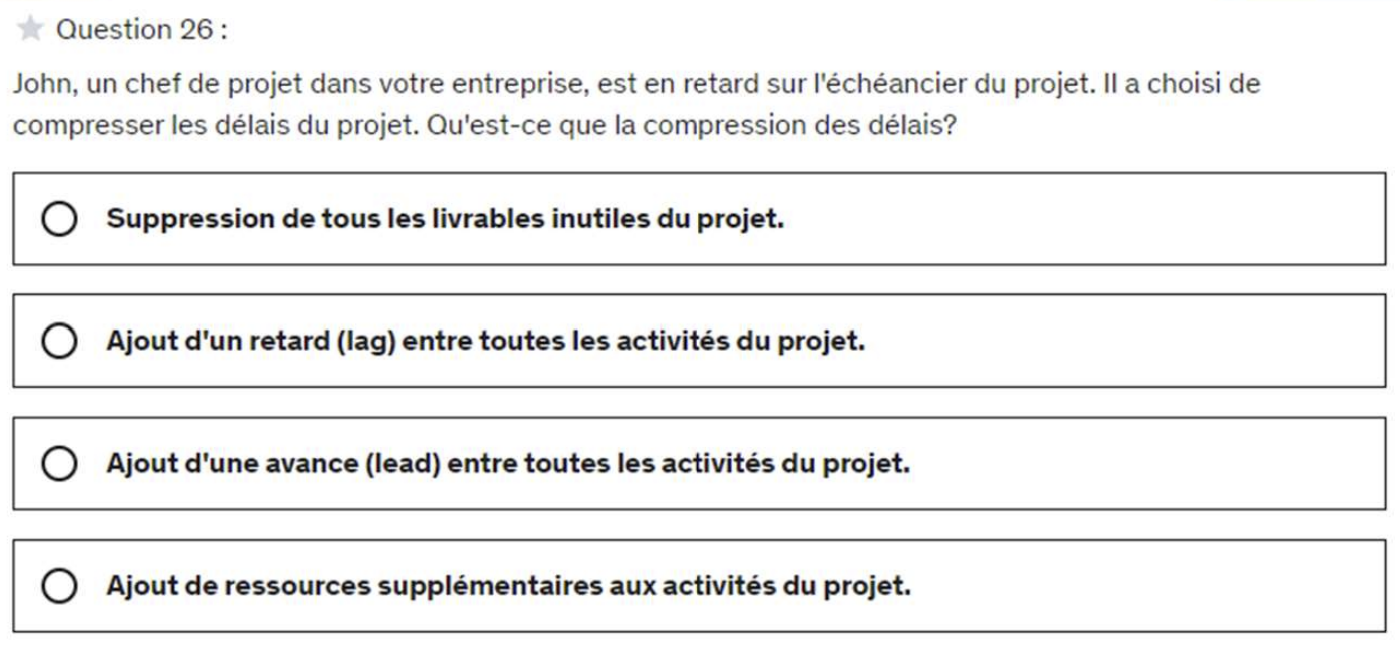 Question 26 :
John, un chef de projet dans votre entreprise, est en retard sur l'échéancier du projet. Il a choisi de
compresser les délais du projet. Qu'est-ce que la compression des délais?
Suppression de tous les livrables inutiles du projet.
Ajout d'un retard (lag) entre toutes les activités du projet.
Ajout d'une avance (lead) entre toutes les activités du projet.
Ajout de ressources supplémentaires aux activités du projet.